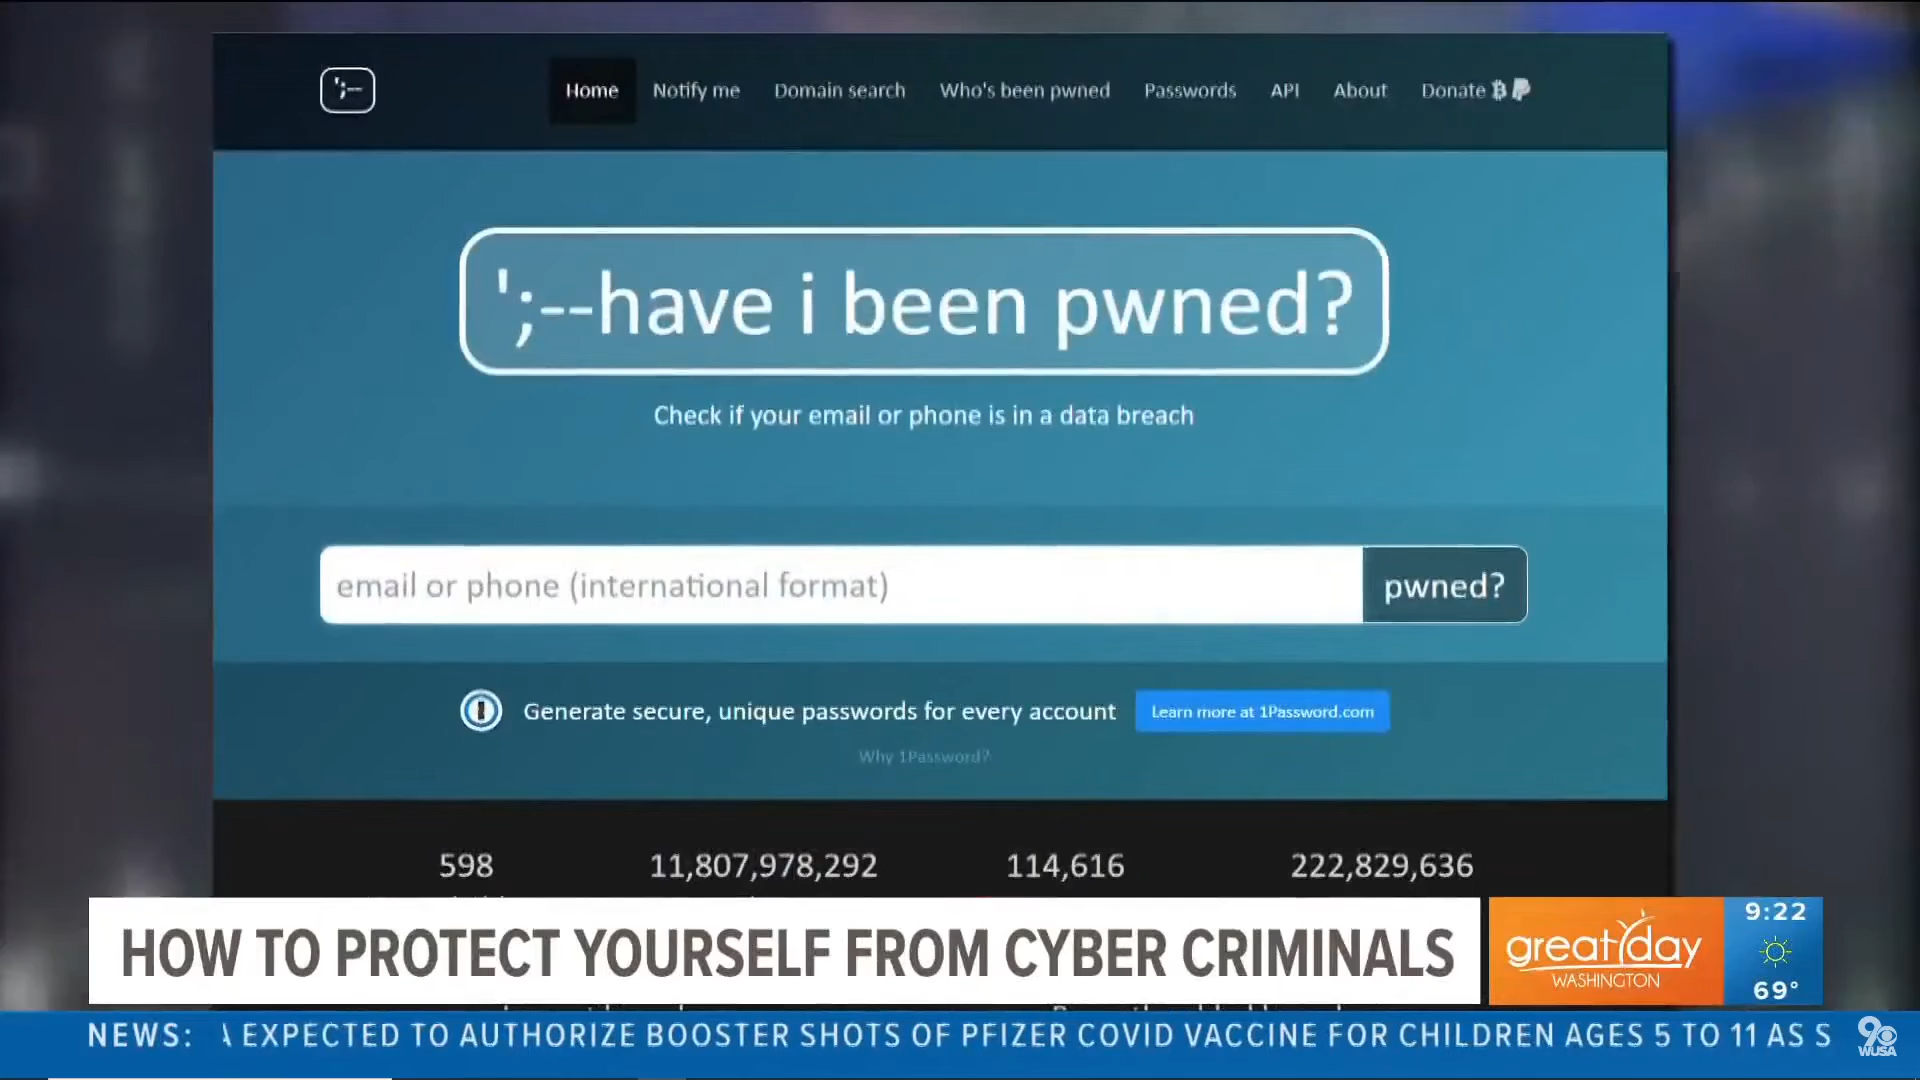 ';--
Home Notify me Domain search Who's been pwned Passwords API About Donate
';--have i been pwned?
Check if your email or phone is in a data breach
email or phone (international format) pwned?
Generate secure, unique passwords for every account Learn more at 1Password.com
Why 1Password?
598 11,807,978,292 114,616 222,829,636
HOW TO PROTECT YOURSELF FROM CYBER CRIMINALS
great day
WASHINGTON
9:22
69°
NEWS: A EXPECTED TO AUTHORIZE BOOSTER SHOTS OF PFIZER COVID VACCINE FOR CHILDREN AGES 5 TO 11 AS S
9
WUSA